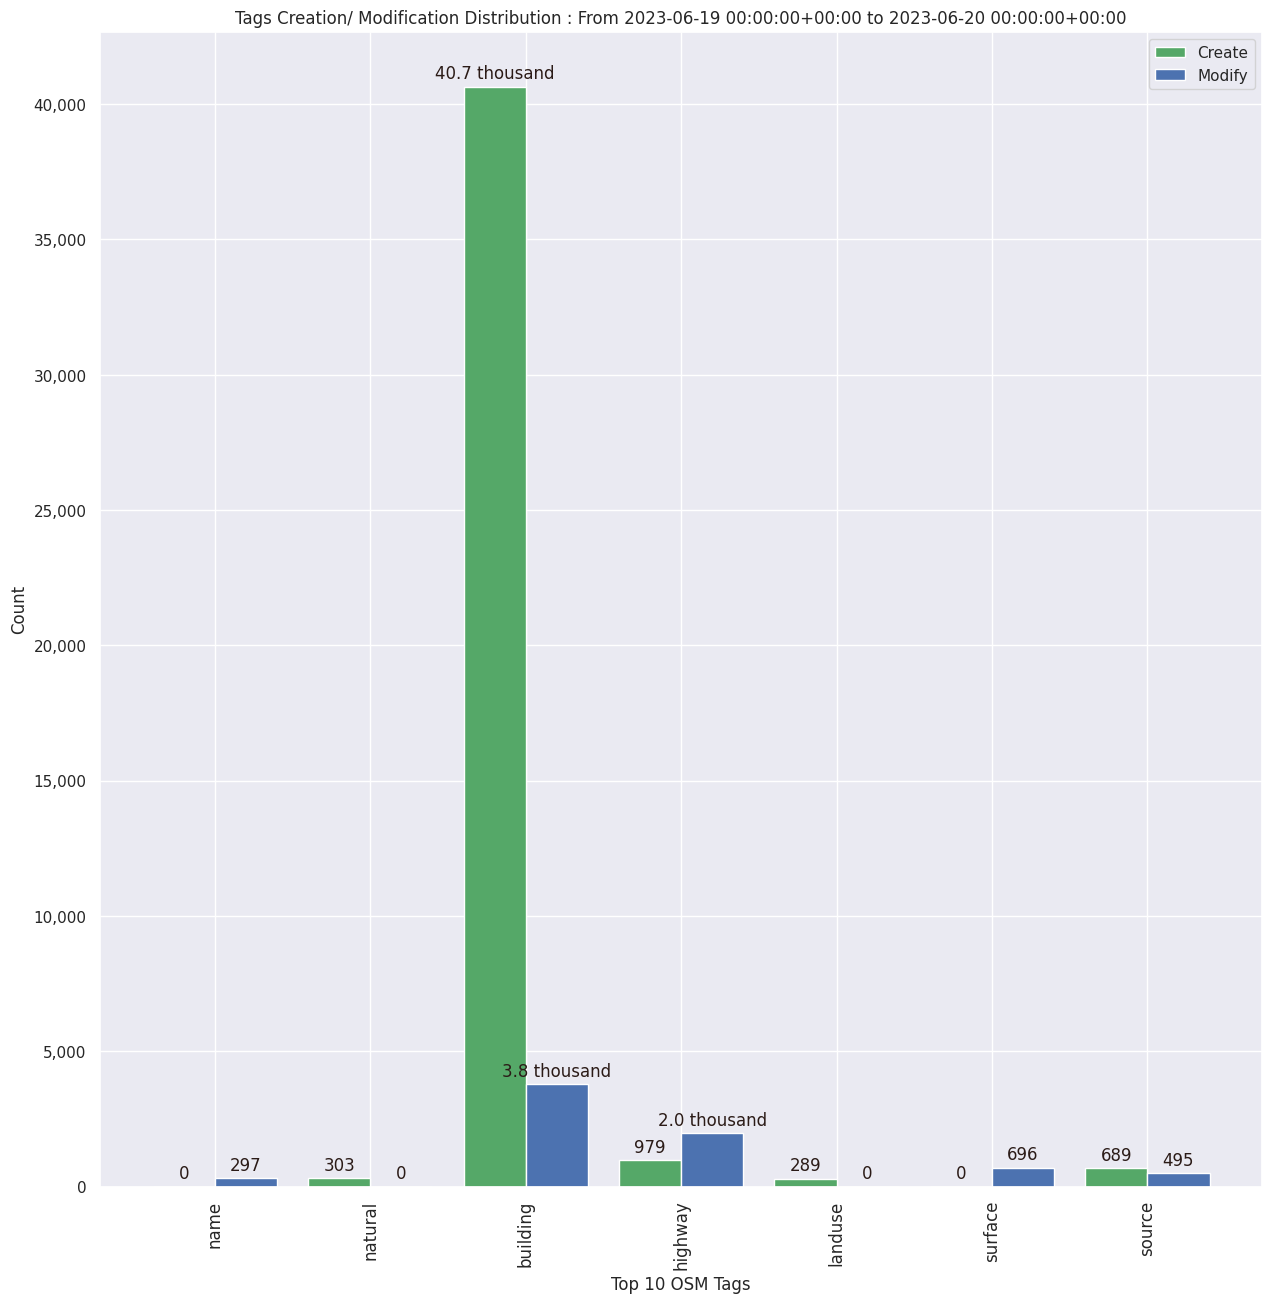 Tags Creation/ Modification Distribution : From 2023-06-19 00:00:00+00:00 to 2023-06-20 00:00:00+00:00
Create
Modify
40.7 thousand
40,000
35,000
30,000
25,000
20,000
15,000
10,000
5,000
0
Count
3.8 thousand
2.0 thousand
979
0
297
303
0
289
0
0
696
689
495
name
natural
building
highway
landuse
surface
source
Top 10 OSM Tags